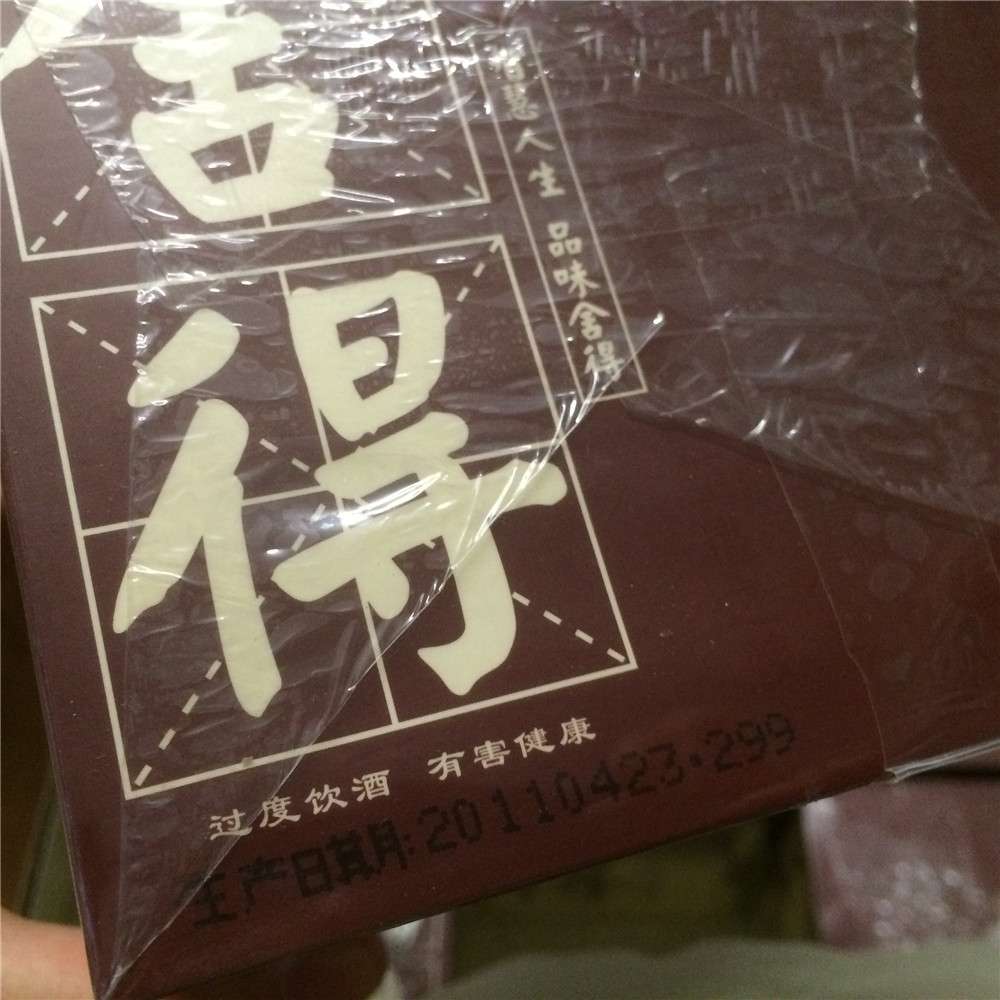 舍
得
智慧人生 品味舍得
过度饮酒 有害健康
生产日期:20110423·299